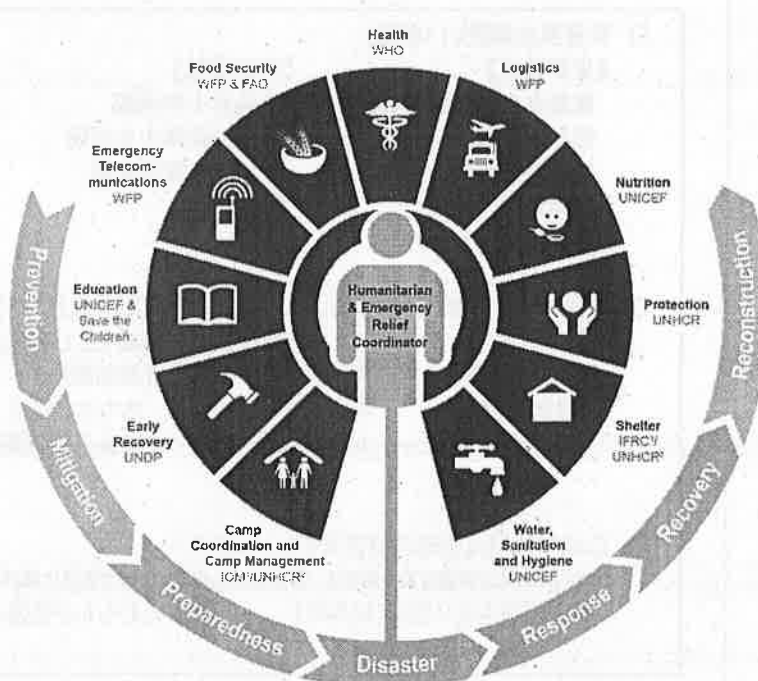 Health
WHO
Food Security
WFP & FAO
Logistics
WFP
Emergency
Telecom-
munications
WFP
Nutrition
UNICEF
Education
UNICEF &
Save the
Children
Humanitarian
& Emergency
Relief
Coordinator
Protection
UNHCR
Early
Recovery
UNDP
Shelter
IFRC¹/
UNHCR²
Camp
Coordination and
Camp Management
Water,
Sanitation
and Hygiene
UNICEF
Prevention
Mitigation
Preparedness
Disaster
Response
Recovery
Reconstruction